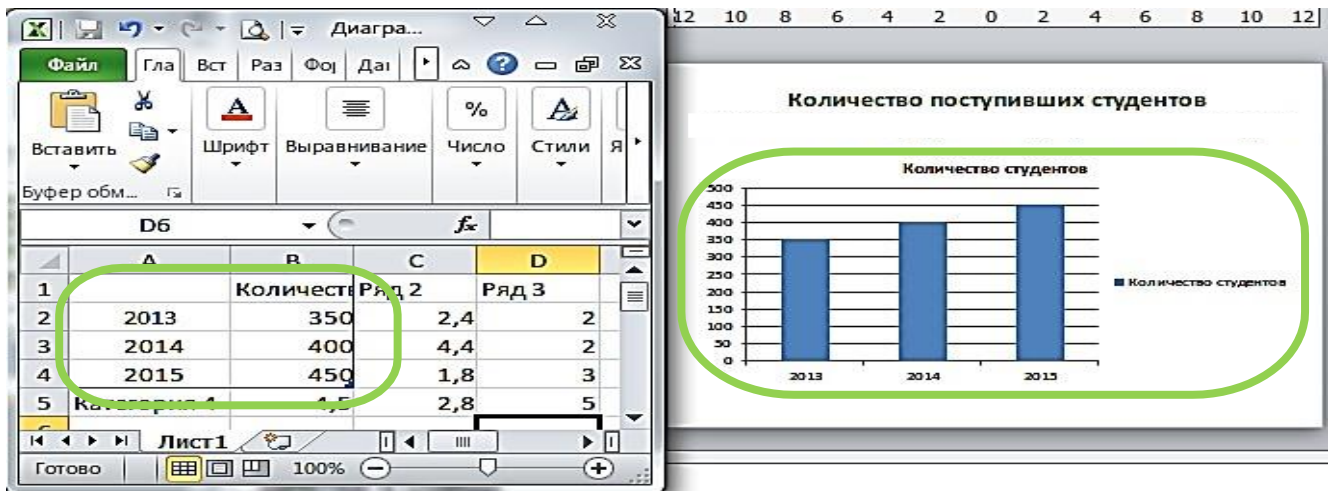 Диагра...
Файл Гла Вст Раз Фор Даг
Вставить Шрифт Выравнивание Число Стили Я
Буфер обм...
D6 fx
A B C D
1 Количеств Ряд 2 Ряд 3
2 2013 350 2,4 2
3 2014 400 4,4 2
4 2015 450 1,8 3
5 Категория 4 4,5 2,8 5
Лист1
Готово 100%
12 10 8 6 4 2 0 2 4 6 8 10 12
Количество поступивших студентов
Количество студентов
500
450
400
350
300
250
200
150
100
50
0
2013 2014 2015
Количество студентов